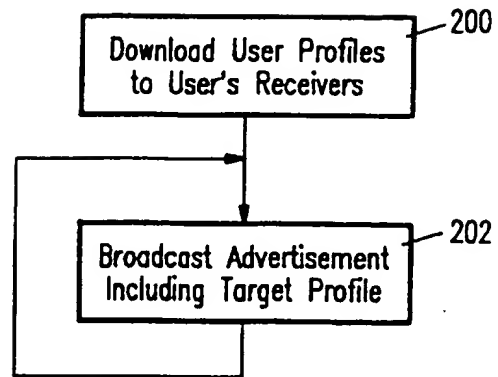 200
Download User Profiles
to User's Receivers
202
Broadcast Advertisement
Including Target Profile